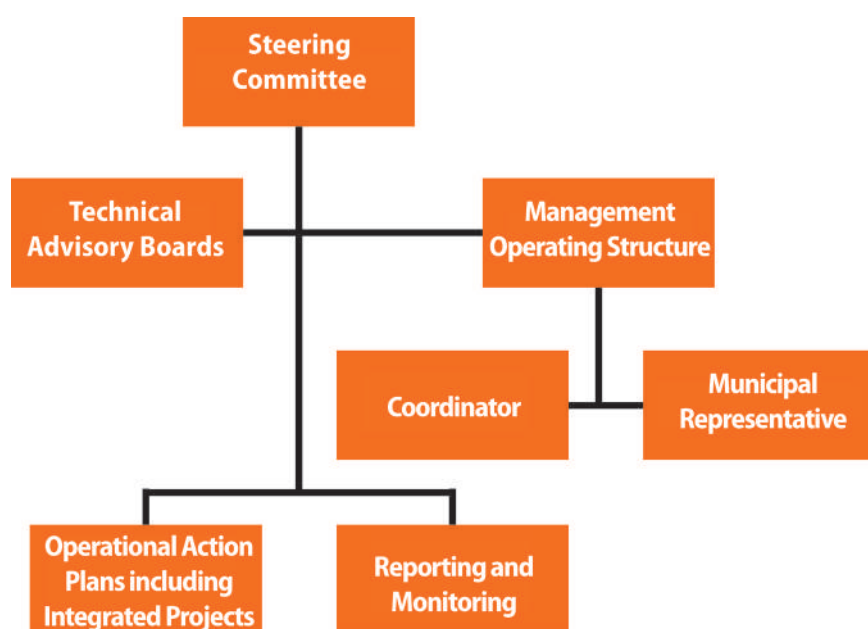 Steering
Committee
Technical
Advisory Boards
Management
Operating Structure
Coordinator
Municipal
Representative
Operational Action
Plans including
Integrated Projects
Reporting and
Monitoring